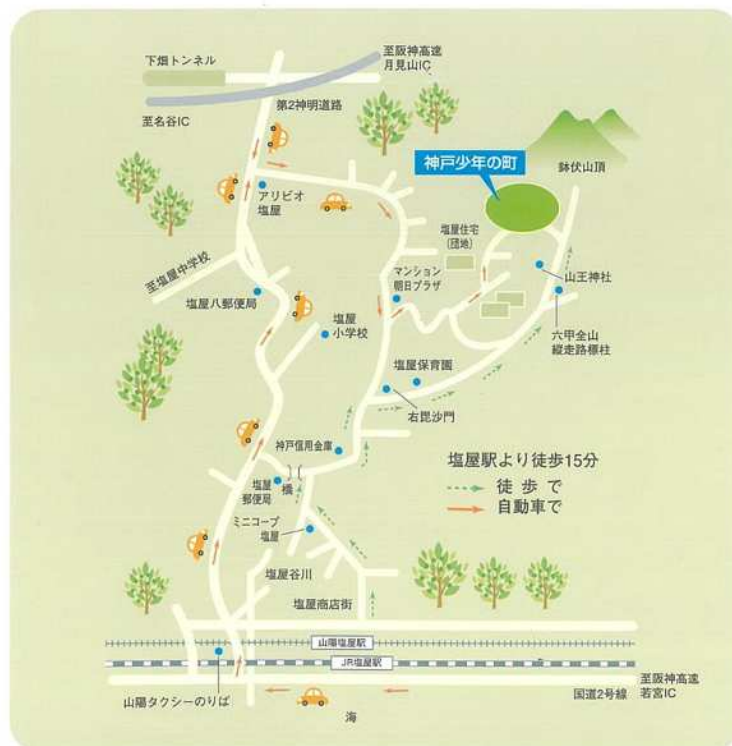 下畑トンネル
至阪神高速
月見山IC
第2神明道路
至名谷IC
神戸少年の町
鉢伏山頂
アリビオ
塩屋
塩屋住宅
(団地)
山王神社
至塩屋中学校
マンション
朝日プラザ
塩屋八郵便局
塩屋
小学校
六甲全山
縦走路標柱
塩屋保育園
右毘沙門
神戸信用金庫
塩屋駅より徒歩15分
徒歩で
自動車で
塩屋
郵便局
橋
ミニコープ
塩屋
塩屋谷川
塩屋商店街
山陽塩屋駅
JR塩屋駅
山陽タクシーのりば
海
国道2号線
至阪神高速
若宮IC